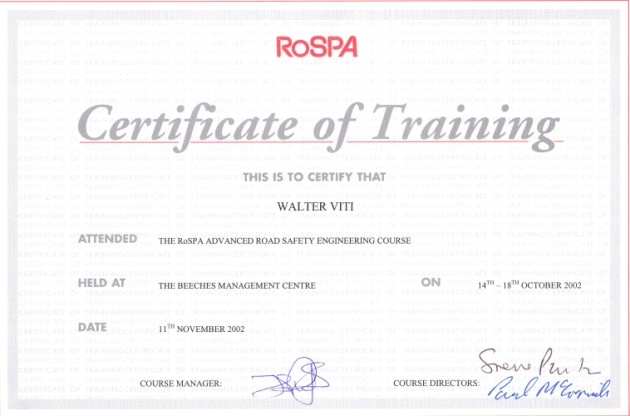 RoSPA
Certificate of Training
THIS IS TO CERTIFY THAT
WALTER VITI
ATTENDED THE RoSPA ADVANCED ROAD SAFETY ENGINEERING COURSE
HELD AT THE BEECHES MANAGEMENT CENTRE ON 14TH – 18TH OCTOBER 2002
DATE 11TH NOVEMBER 2002
COURSE MANAGER: COURSE DIRECTORS: